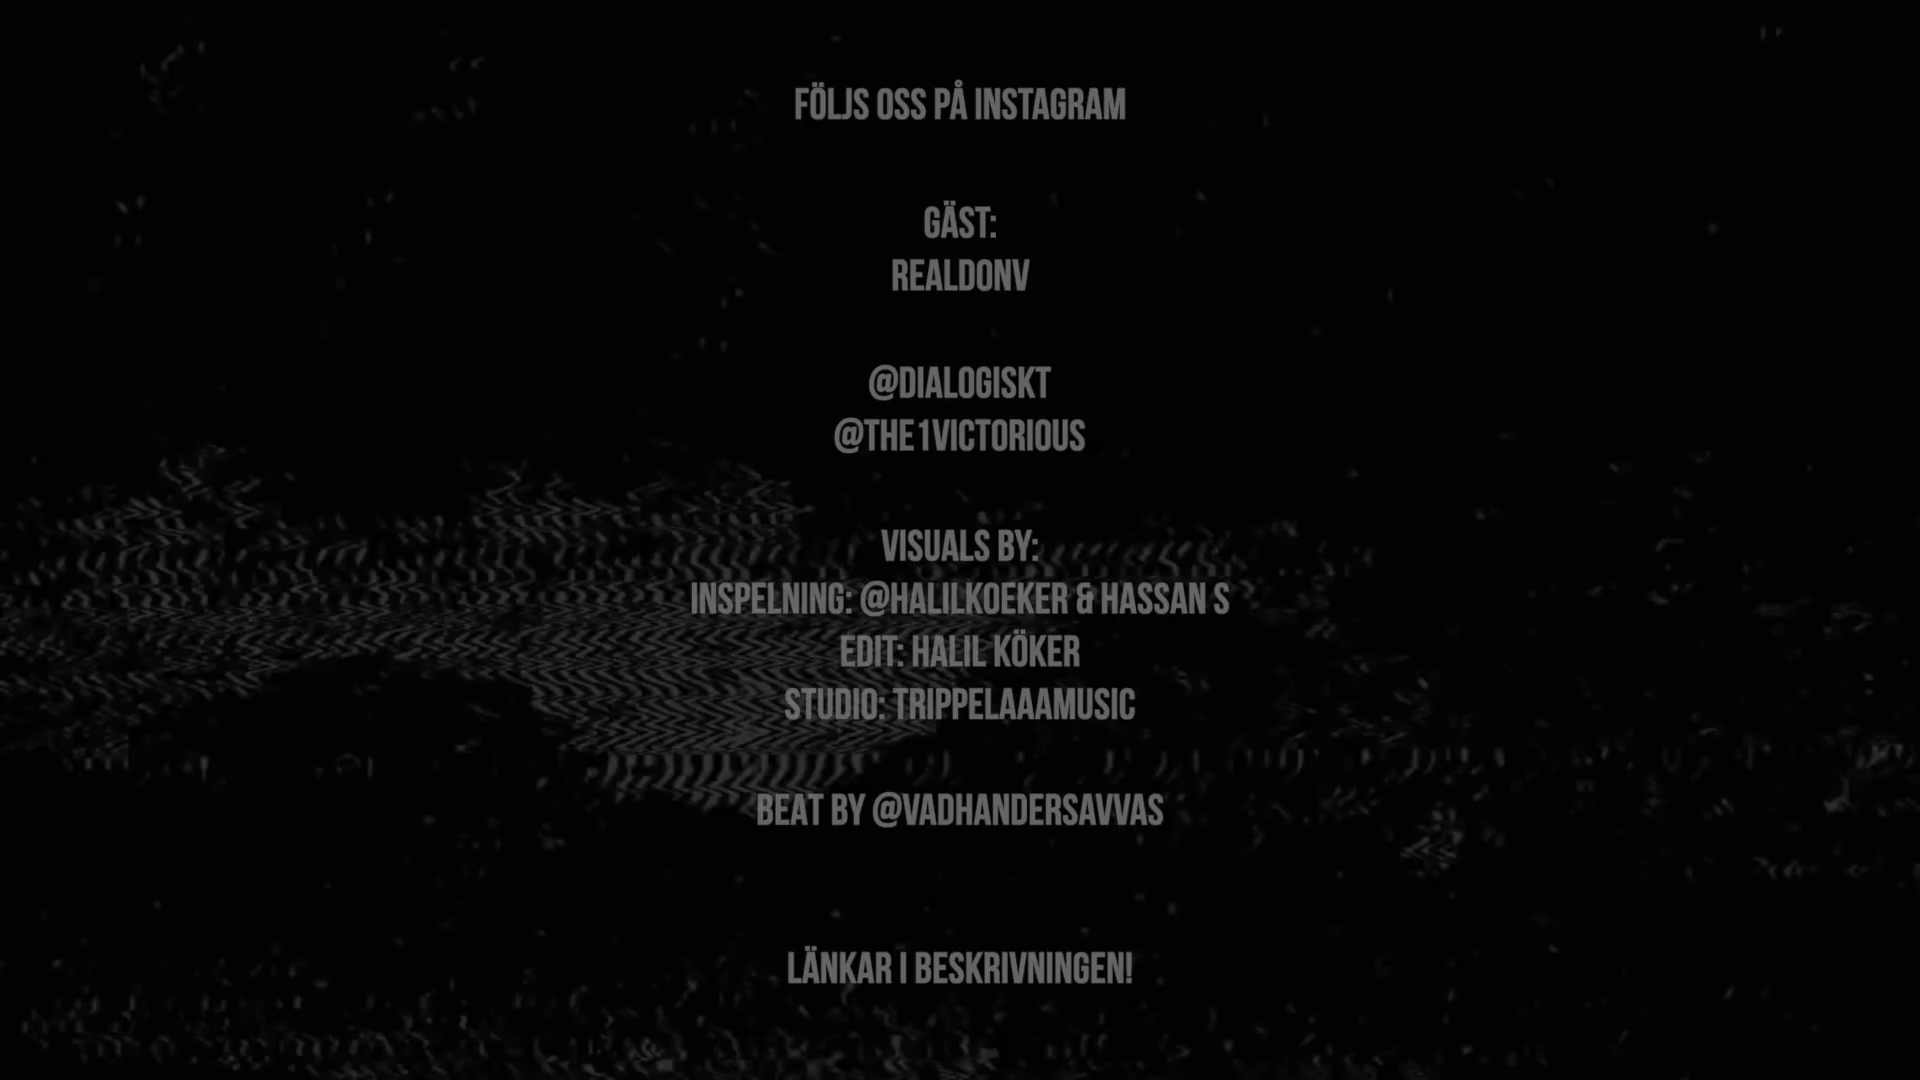 FÖLJS OSS PÅ INSTAGRAM
GÄST:
REALDONV
@DIALOGISKT
@THE1VICTORIOUS
VISUALS BY:
INSPELNING: @HALILKOEKER & HASSAN S
EDIT: HALIL KÖKER
STUDIO: TRIPPELAAAMUSIC
BEAT BY @VADHANDERSAVVAS
LÄNKAR I BESKRIVNINGEN!